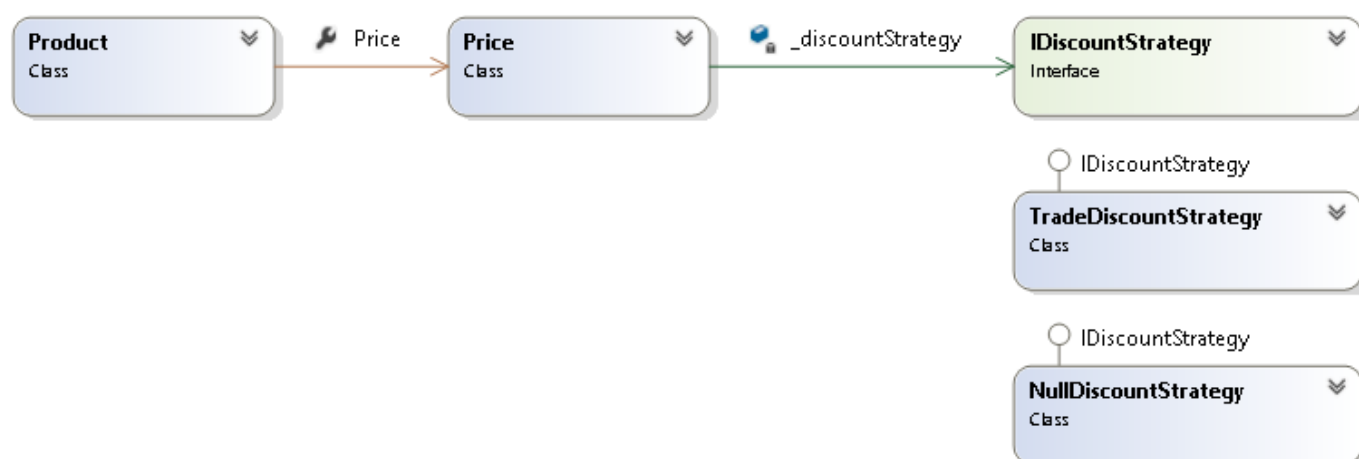 Product
Class
Price
Price
Class
_discountStrategy
IDiscountStrategy
Interface
IDiscountStrategy
TradeDiscountStrategy
Class
IDiscountStrategy
NullDiscountStrategy
Class